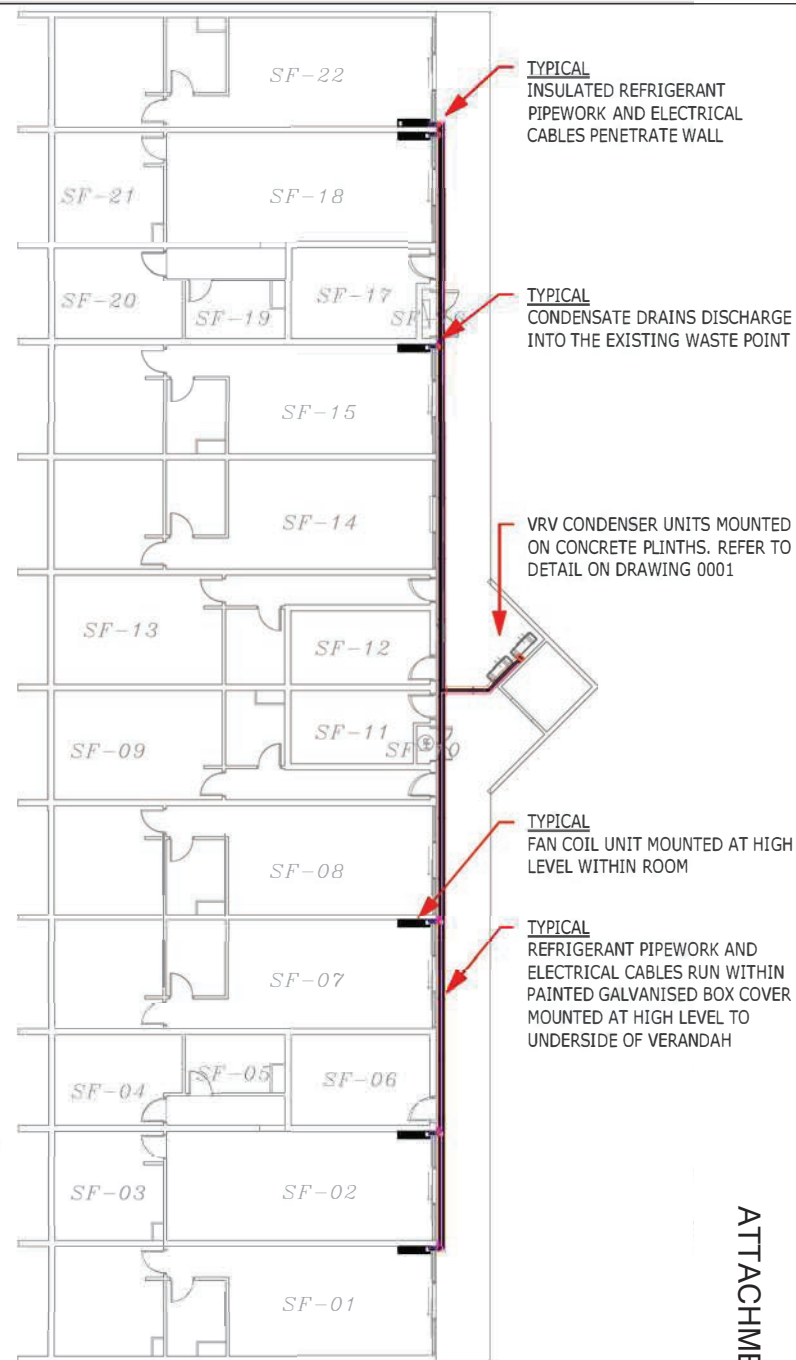 SF-22
TYPICAL
INSULATED REFRIGERANT
PIPEWORK AND ELECTRICAL
CABLES PENETRATE WALL
SF-21
SF-18
SF-20
SF-19
SF-17
TYPICAL
CONDENSATE DRAINS DISCHARGE
INTO THE EXISTING WASTE POINT
SF-15
SF-14
VRV CONDENSER UNITS MOUNTED
ON CONCRETE PLINTHS. REFER TO
DETAIL ON DRAWING 0001
SF-13
SF-12
SF-11
SF-09
SF-08
TYPICAL
FAN COIL UNIT MOUNTED AT HIGH
LEVEL WITHIN ROOM
SF-07
TYPICAL
REFRIGERANT PIPEWORK AND
ELECTRICAL CABLES RUN WITHIN
PAINTED GALVANISED BOX COVER
MOUNTED AT HIGH LEVEL TO
UNDERSIDE OF VERANDAH
SF-04
SF-05
SF-06
SF-03
SF-02
SF-01
ATTACHME